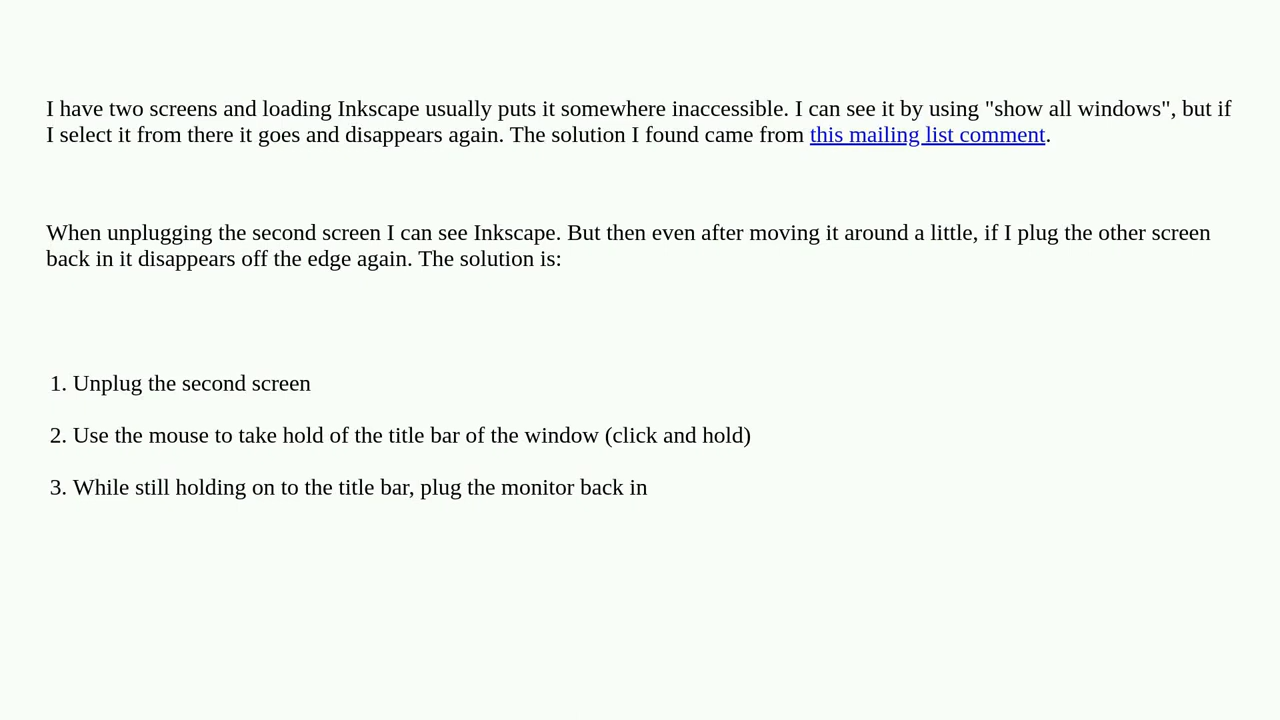 I have two screens and loading Inkscape usually puts it somewhere inaccessible. I can see it by using "show all windows", but if
I select it from there it goes and disappears again. The solution I found came from this mailing list comment.
When unplugging the second screen I can see Inkscape. But then even after moving it around a little, if I plug the other screen
back in it disappears off the edge again. The solution is:
1. Unplug the second screen
2. Use the mouse to take hold of the title bar of the window (click and hold)
3. While still holding on to the title bar, plug the monitor back in